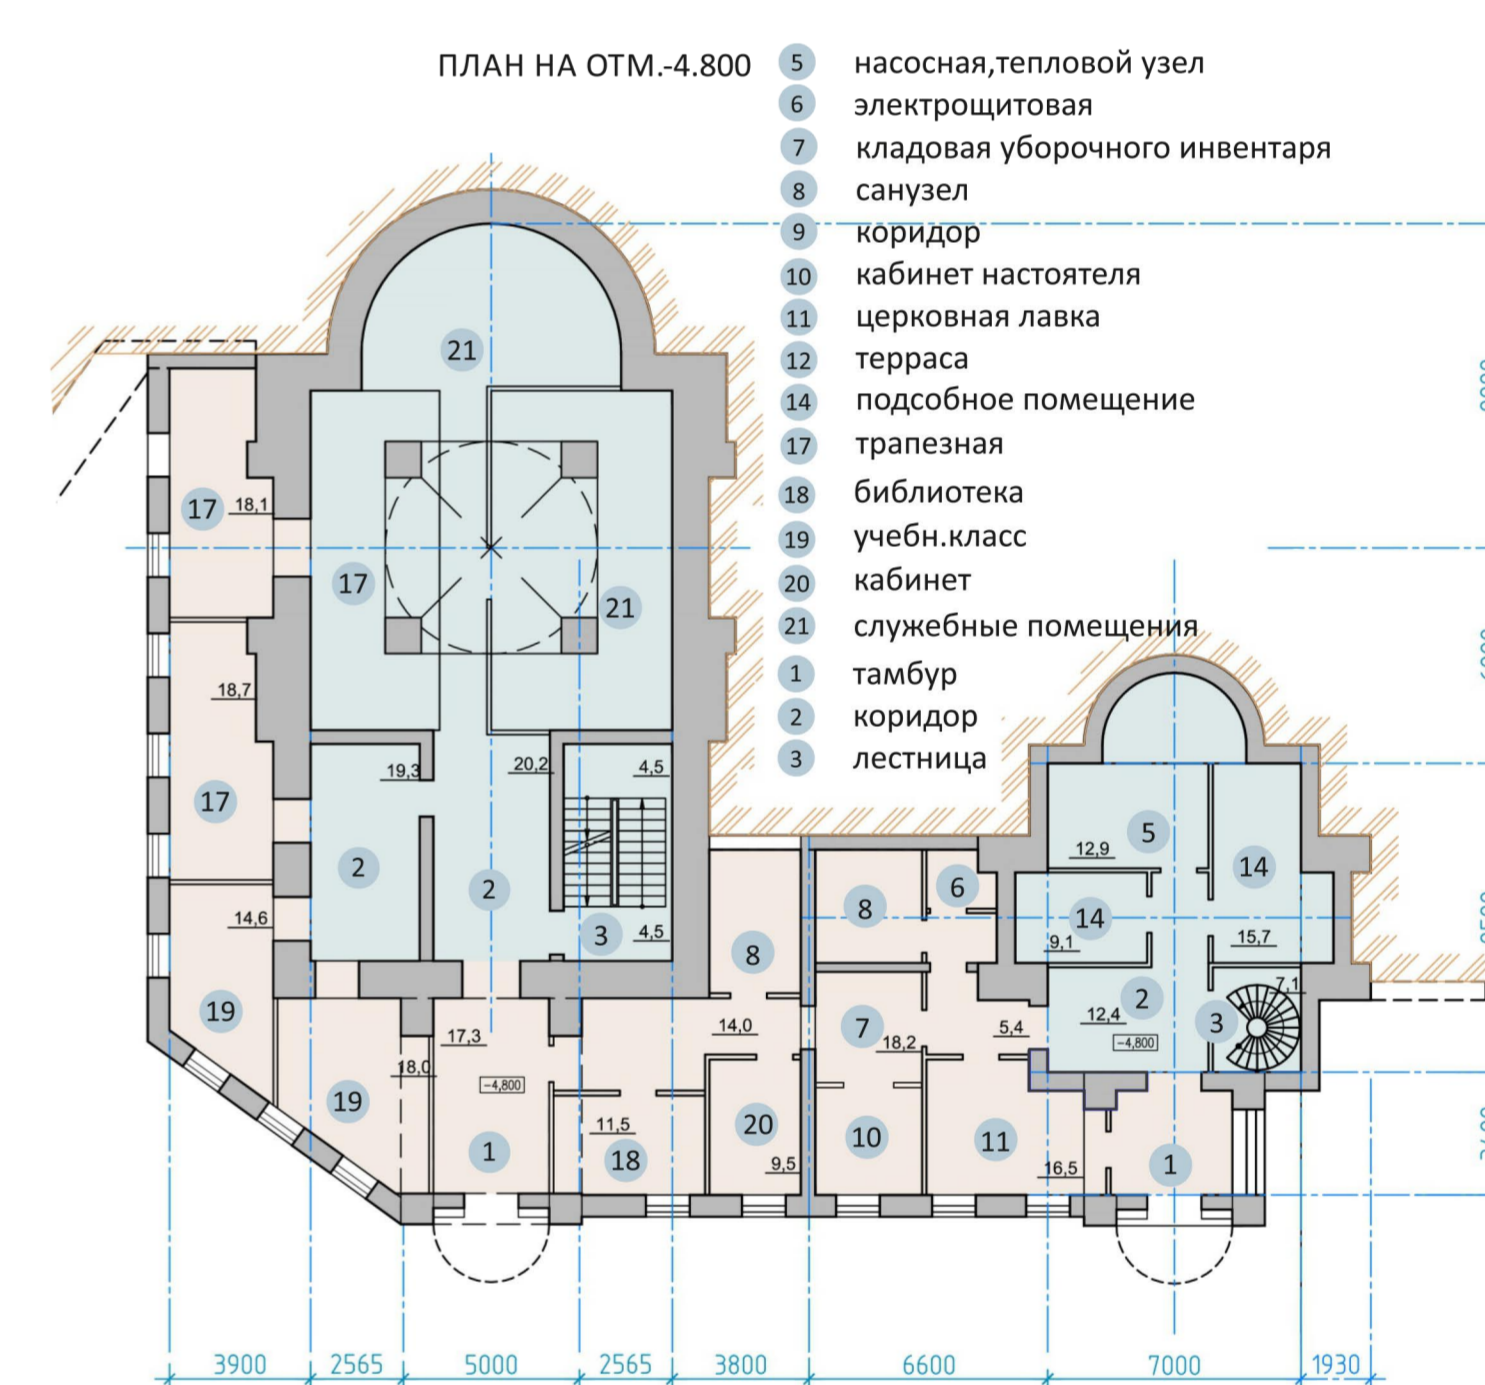 ПЛАН НА ОТМ.-4.800
5 насосная,тепловой узел
6 электрощитовая
7 кладовая уборочного инвентаря
8 санузел
9 коридор
10 кабинет настоятеля
11 церковная лавка
12 терраса
14 подсобное помещение
17 трапезная
18 библиотека
19 учебн.класс
20 кабинет
21 служебные помещения
1 тамбур
2 коридор
3 лестница
21
17 18,1
17 21
18,7
19,3 20,2 4,5
17
2 2
3 4,5
14,6
19
8 8 6
5 14
12,9
14
9,1 15,7
2 3 7,1
12,4
-4,800
17,3 14,0 7 18,2 5,4
18,0 -4,800
19
1 11,5 18 20 9,5 10 11 16,5 1
3900 2565 5000 2565 3800 6600 7000 1930